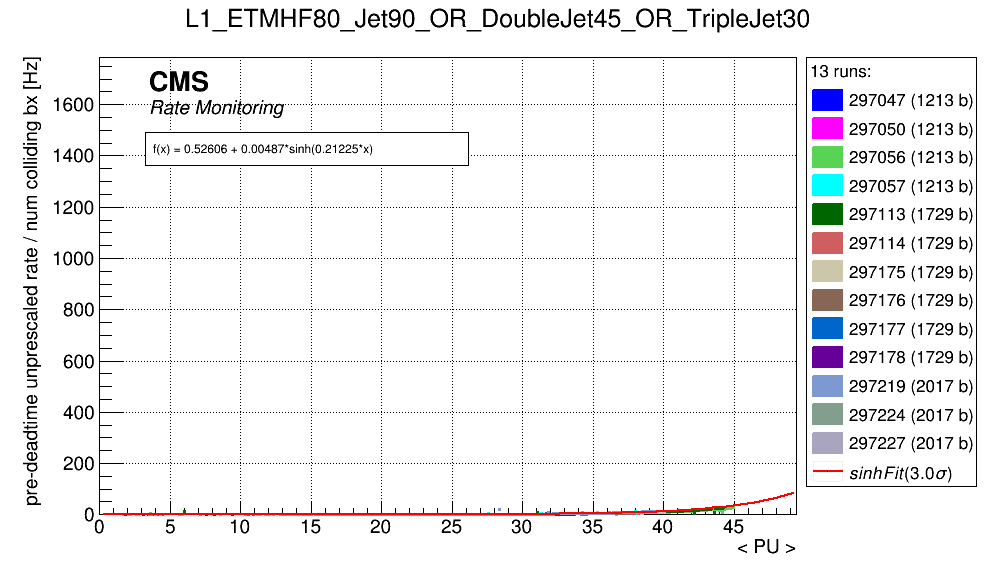 L1_ETMHF80_Jet90_OR_DoubleJet45_OR_TripleJet30
pre-deadtime unprescaled rate / num colliding bx [Hz]
CMS
Rate Monitoring
f(x) = 0.52606 + 0.00487*sinh(0.21225*x)
1600
1400
1200
1000
800
600
400
200
0
0 5 10 15 20 25 30 35 40 45
< PU >
13 runs:
297047 (1213 b)
297050 (1213 b)
297056 (1213 b)
297057 (1213 b)
297113 (1729 b)
297114 (1729 b)
297175 (1729 b)
297176 (1729 b)
297177 (1729 b)
297178 (1729 b)
297219 (2017 b)
297224 (2017 b)
297227 (2017 b)
sinhFit(3.0σ)